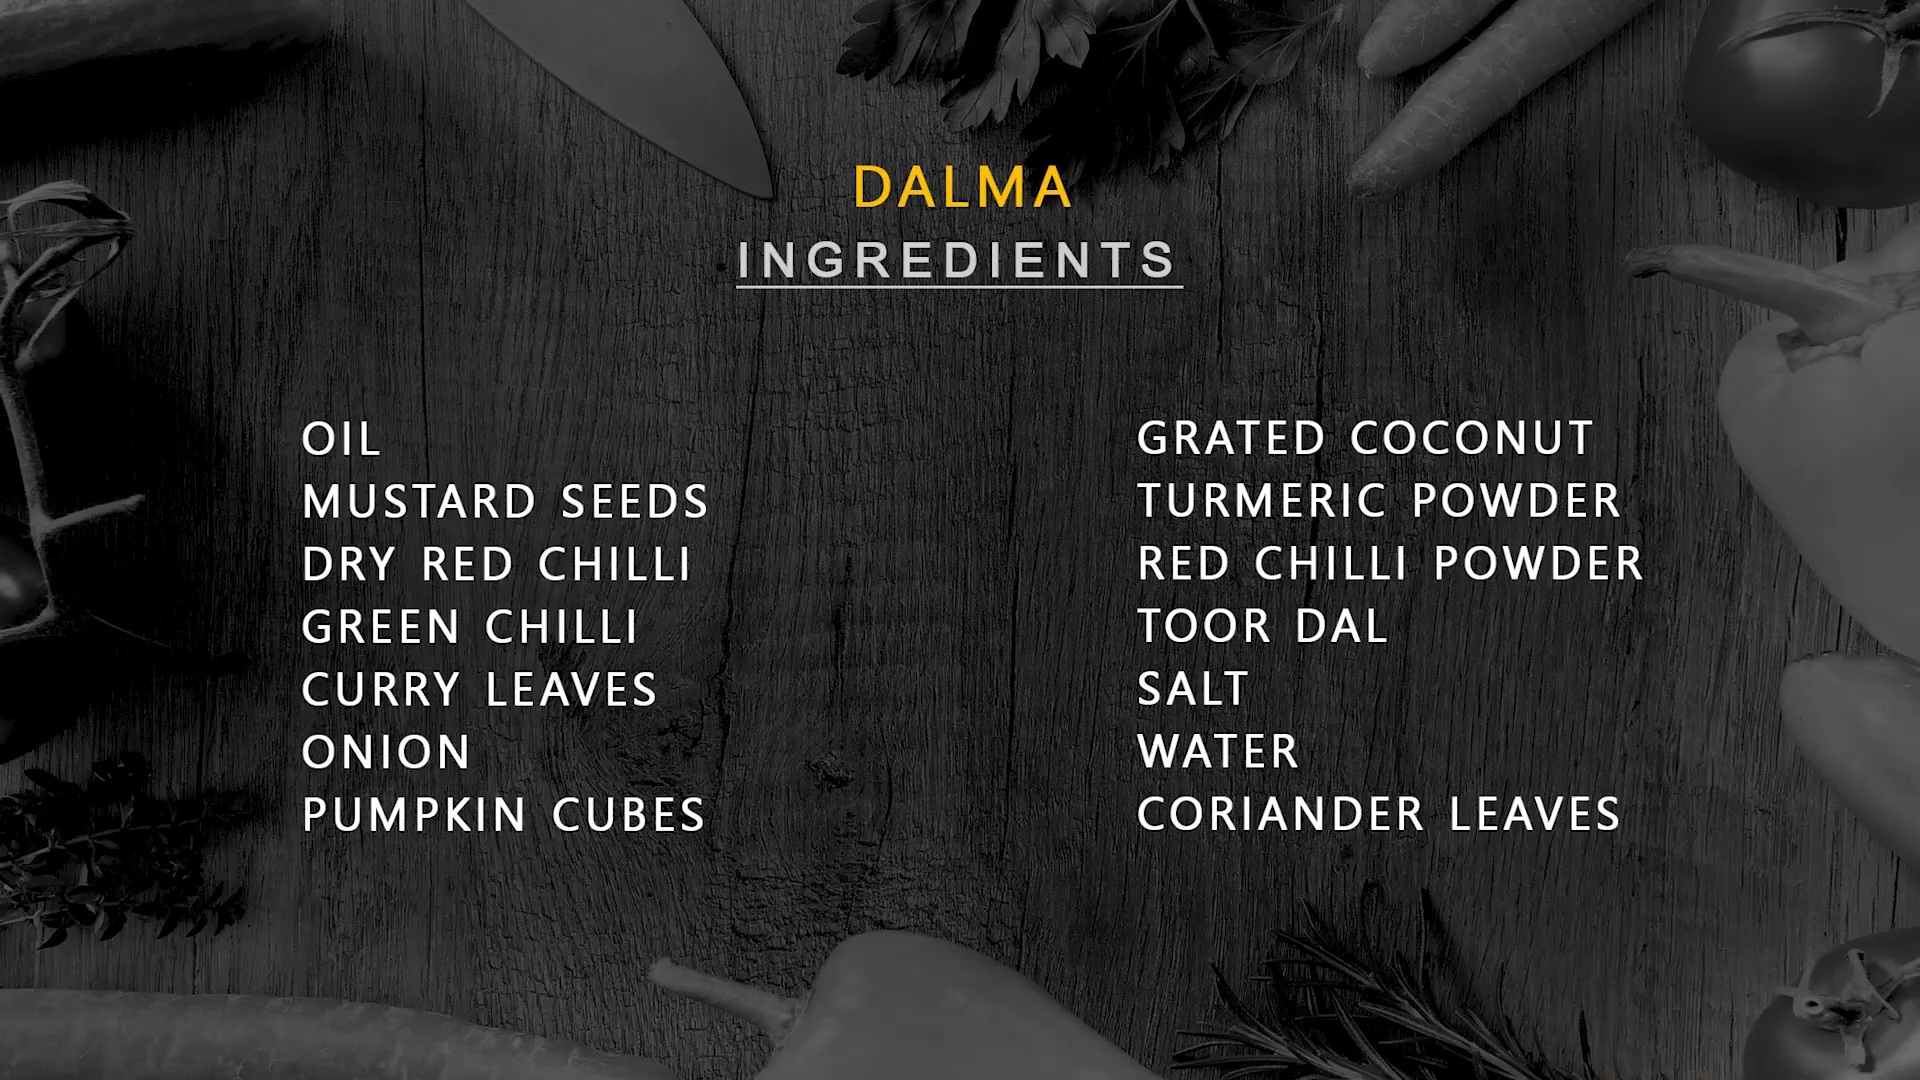 DALMA
INGREDIENTS
OIL
MUSTARD SEEDS
DRY RED CHILLI
GREEN CHILLI
CURRY LEAVES
ONION
PUMPKIN CUBES
GRATED COCONUT
TURMERIC POWDER
RED CHILLI POWDER
TOOR DAL
SALT
WATER
CORIANDER LEAVES